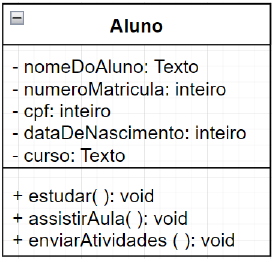 Aluno
- nomeDoAluno: Texto
- numeroMatricula: inteiro
- cpf: inteiro
- dataDeNascimento: inteiro
- curso: Texto
+ estudar( ): void
+ assistirAula( ): void
+ enviarAtividades ( ): void